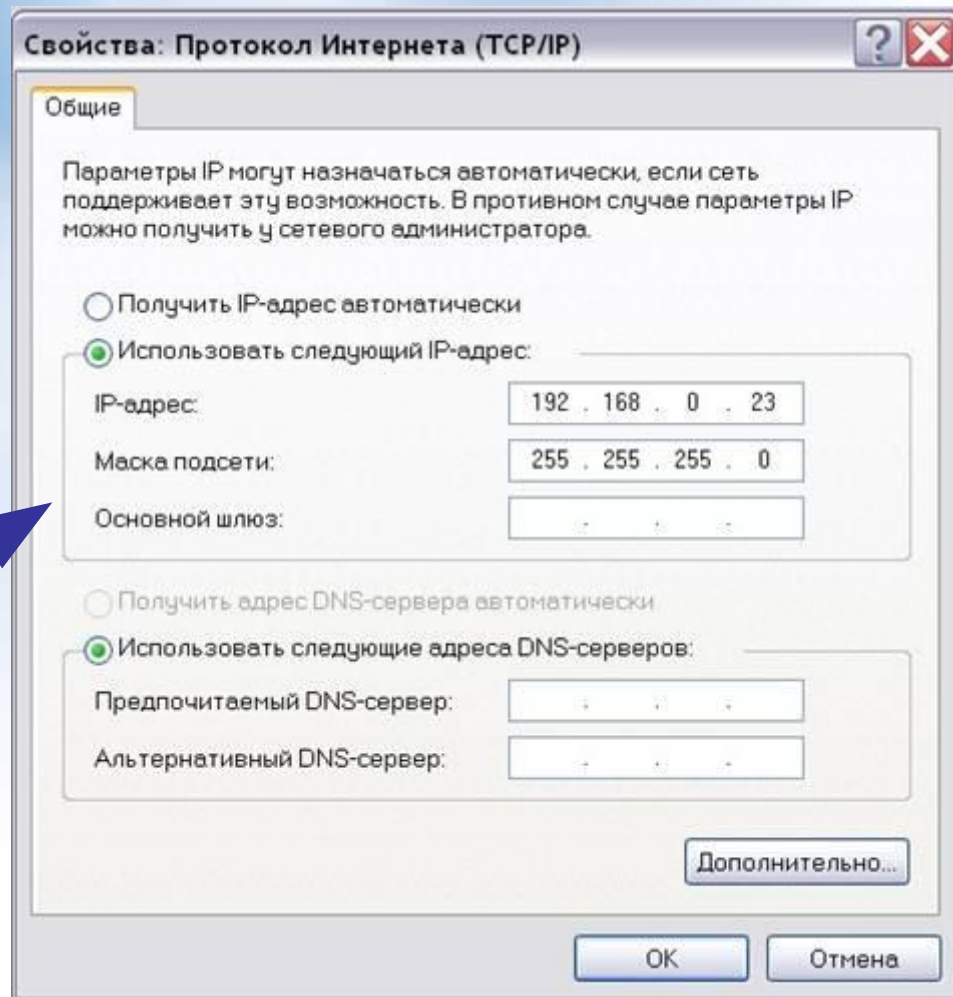 Свойства: Протокол Интернета (TCP/IP)
Общие
Параметры IP могут назначаться автоматически, если сеть
поддерживает эту возможность. В противном случае параметры IP
можно получить у сетевого администратора.
Получить IP-адрес автоматически
Использовать следующий IP-адрес:
IP-адрес: 192 . 168 . 0 . 23
Маска подсети: 255 . 255 . 255 . 0
Основной шлюз: . . .
Получить адрес DNS-сервера автоматически
Использовать следующие адреса DNS-серверов:
Предпочитаемый DNS-сервер: . . .
Альтернативный DNS-сервер: . . .
Дополнительно...
OK Отмена